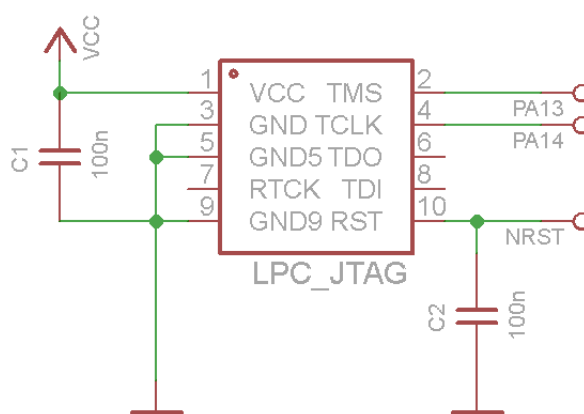 VCC
1 VCC TMS 2 PA13
3 GND TCLK 4 PA14
5 GND5 TDO 6
7 RTCK TDI 8
9 GND9 RST 10 NRST
LPC_JTAG
C1 100n
C2 100n